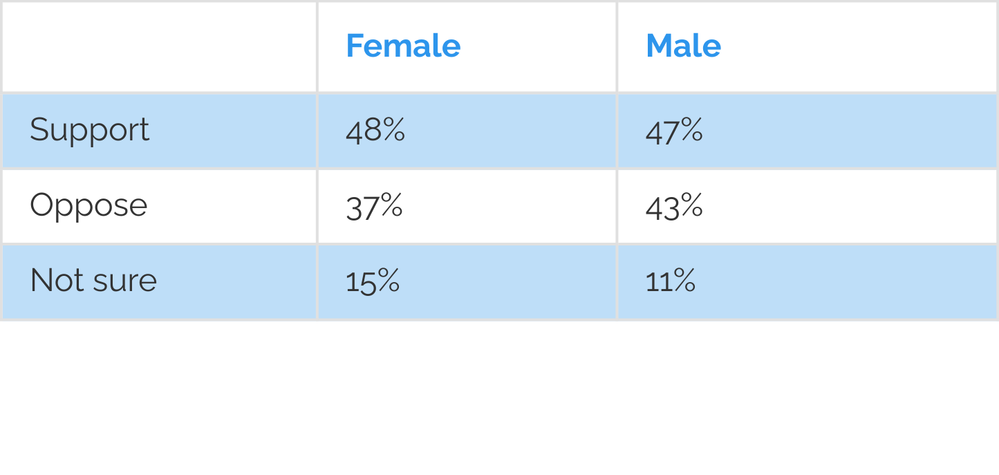 Female Male
Support 48% 47%
Oppose 37% 43%
Not sure 15% 11%